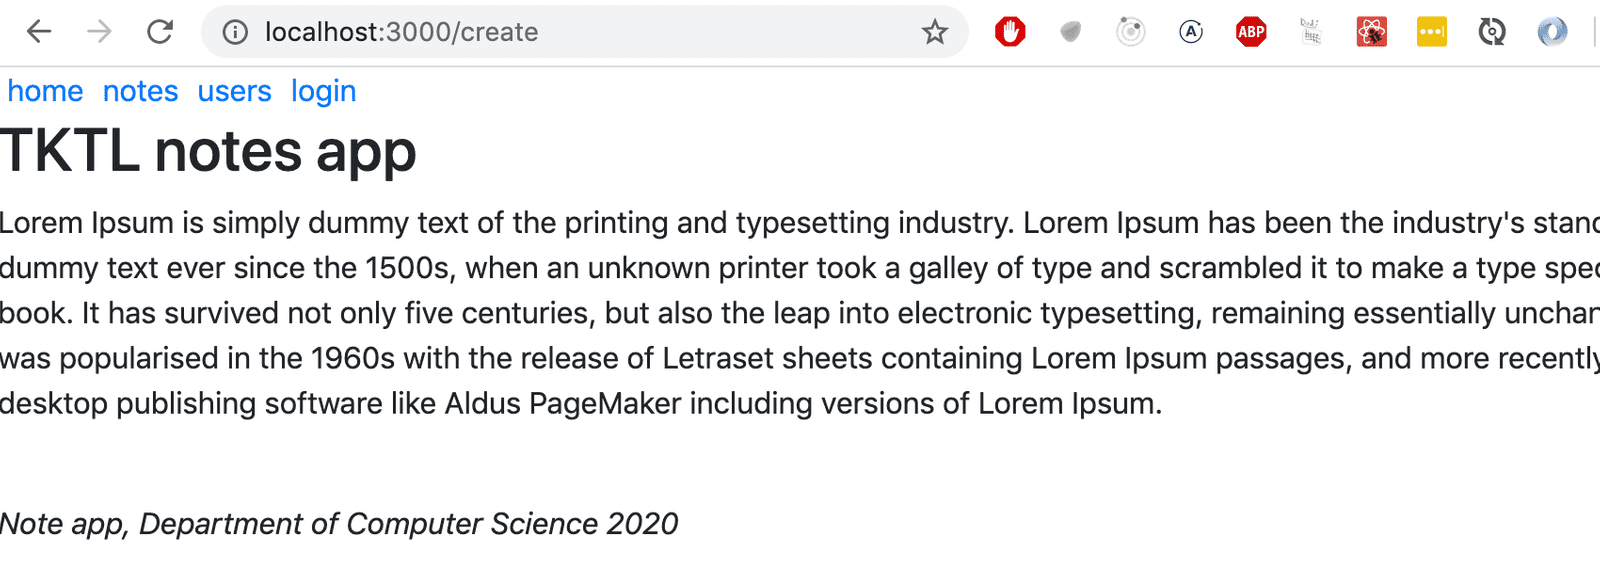 localhost:3000/create
A
ABP
home notes users login
TKTL notes app
Lorem Ipsum is simply dummy text of the printing and typesetting industry. Lorem Ipsum has been the industry's stand
dummy text ever since the 1500s, when an unknown printer took a galley of type and scrambled it to make a type spec
book. It has survived not only five centuries, but also the leap into electronic typesetting, remaining essentially unchan
was popularised in the 1960s with the release of Letraset sheets containing Lorem Ipsum passages, and more recently
desktop publishing software like Aldus PageMaker including versions of Lorem Ipsum.
Note app, Department of Computer Science 2020